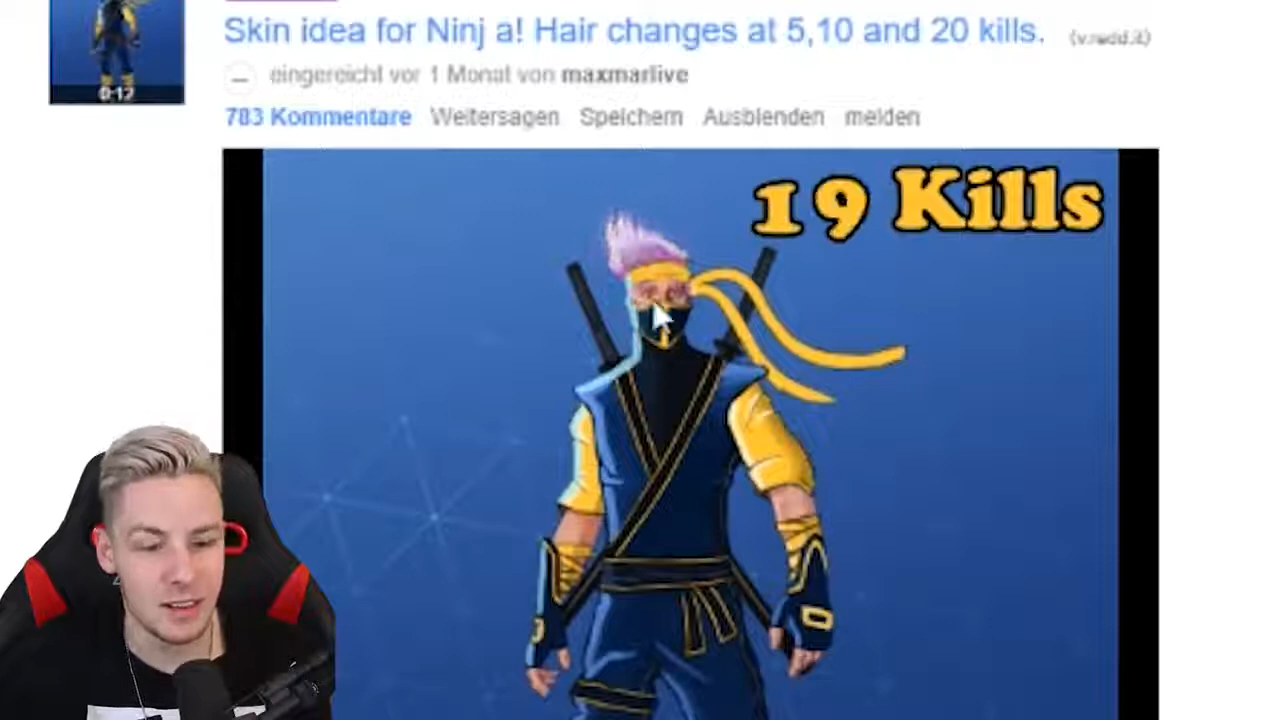 Skin idea for Ninj a! Hair changes at 5,10 and 20 kills. (v.redd.it)
0:12
eingereicht vor 1 Monat von maxmarlive
783 Kommentare Weitersagen Speichern Ausblenden melden
19 Kills